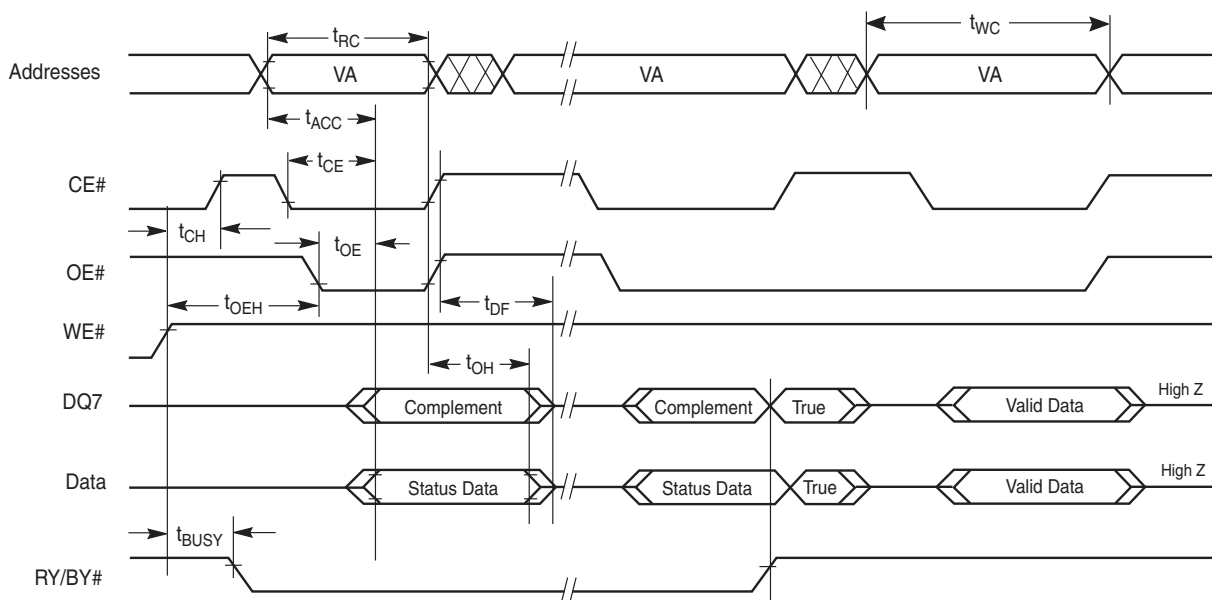 tRC
tWC
Addresses
VA
VA
VA
tACC
tCE
CE#
tCH
tOE
OE#
tOEH
tDF
WE#
tOH
DQ7
Complement
Complement
True
Valid Data
High Z
Data
Status Data
Status Data
True
Valid Data
High Z
tBUSY
RY/BY#